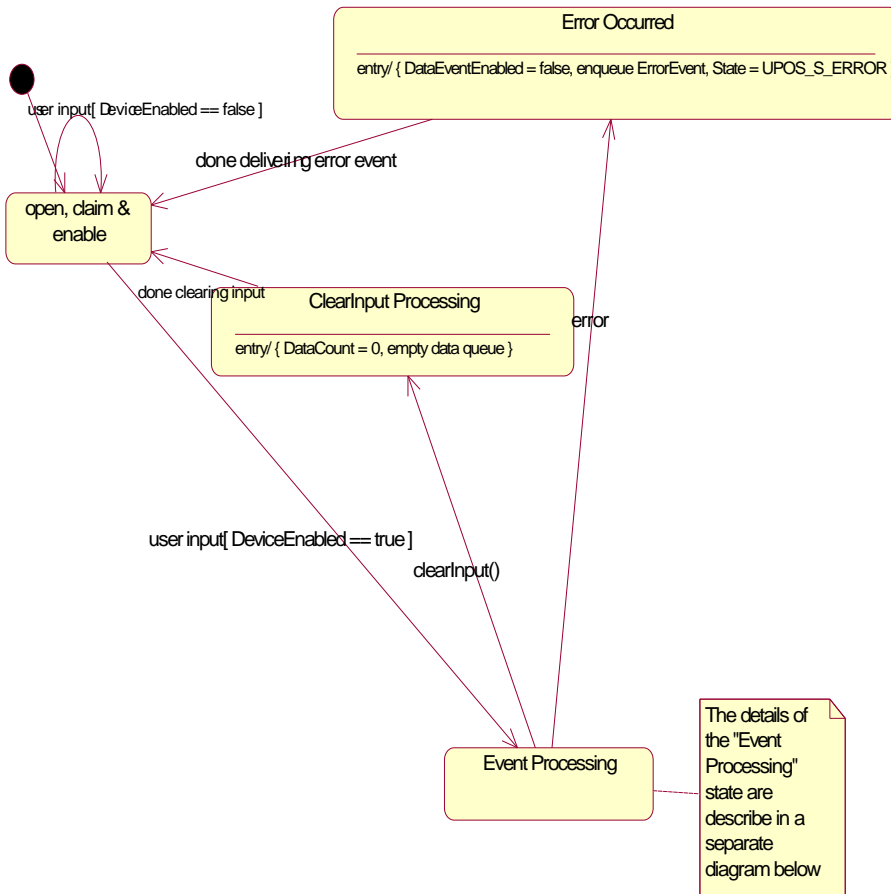 Error Occurred
entry/ { DataEventEnabled = false, enqueue ErrorEvent, State = UPOS_S_ERROR
user input[ DeviceEnabled == false ]
done delivering error event
open, claim &
enable
done clearing input
ClearInput Processing
entry/ { DataCount = 0, empty data queue }
error
user input[ DeviceEnabled == true ]
clearInput()
Event Processing
The details of
the "Event
Processing"
state are
describe in a
separate
diagram below